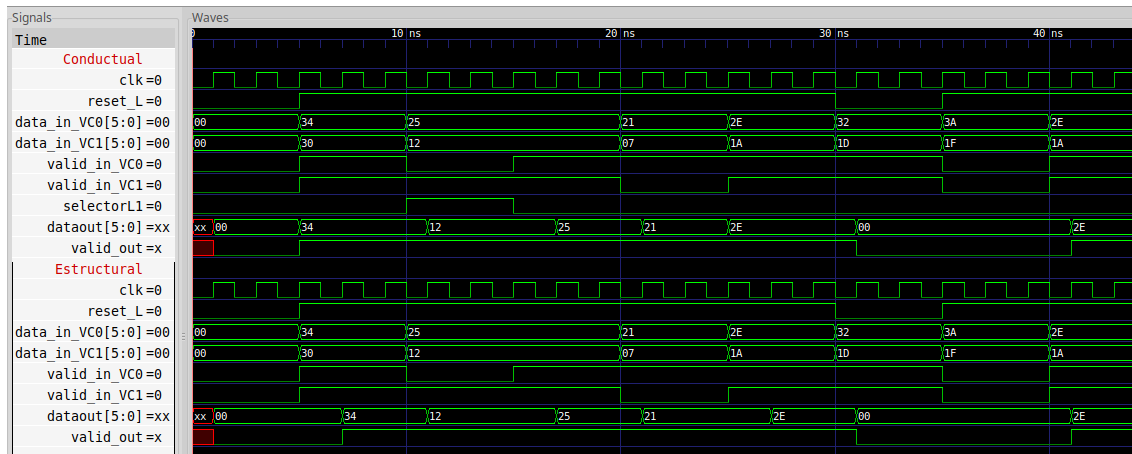 Signals Waves
Time 0 10 ns 20 ns 30 ns 40 ns
Conductual
clk =0
reset_L =0
data_in_VC0[5:0] =00 00 34 25 21 2E 32 3A 2E
data_in_VC1[5:0] =00 00 30 12 07 1A 1D 1F 1A
valid_in_VC0 =0
valid_in_VC1 =0
selectorL1 =0
dataout[5:0] =xx xx 00 34 12 25 21 2E 00 2E
valid_out =x
Estructural
clk =0
reset_L =0
data_in_VC0[5:0] =00 00 34 25 21 2E 32 3A 2E
data_in_VC1[5:0] =00 00 30 12 07 1A 1D 1F 1A
valid_in_VC0 =0
valid_in_VC1 =0
dataout[5:0] =xx xx 00 34 12 25 21 2E 00 2E
valid_out =x